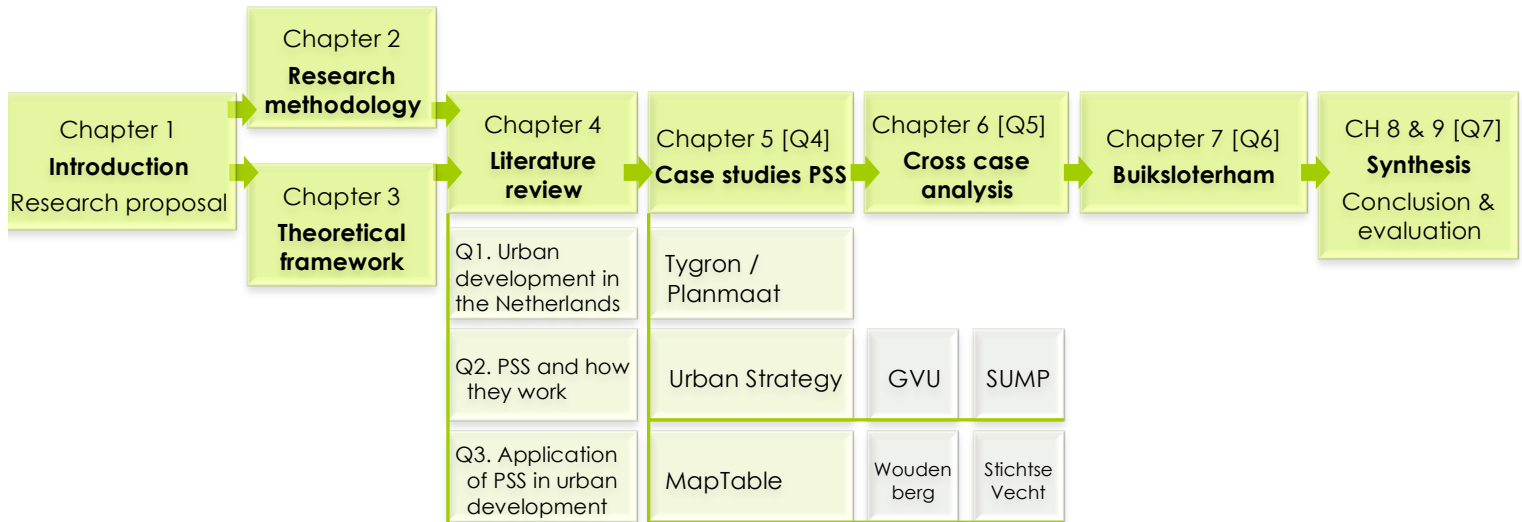 Chapter 1
Introduction
Research proposal
Chapter 2
Research
methodology
Chapter 3
Theoretical
framework
Chapter 4
Literature
review
Q1. Urban
development in
the Netherlands
Q2. PSS and how
they work
Q3. Application
of PSS in urban
development
Chapter 5 [Q4]
Case studies PSS
Tygron /
Planmaat
Urban Strategy
GVU
SUMP
MapTable
Wouden
berg
Stichtse
Vecht
Chapter 6 [Q5]
Cross case
analysis
Chapter 7 [Q6]
Buiksloterham
CH 8 & 9 [Q7]
Synthesis
Conclusion &
evaluation